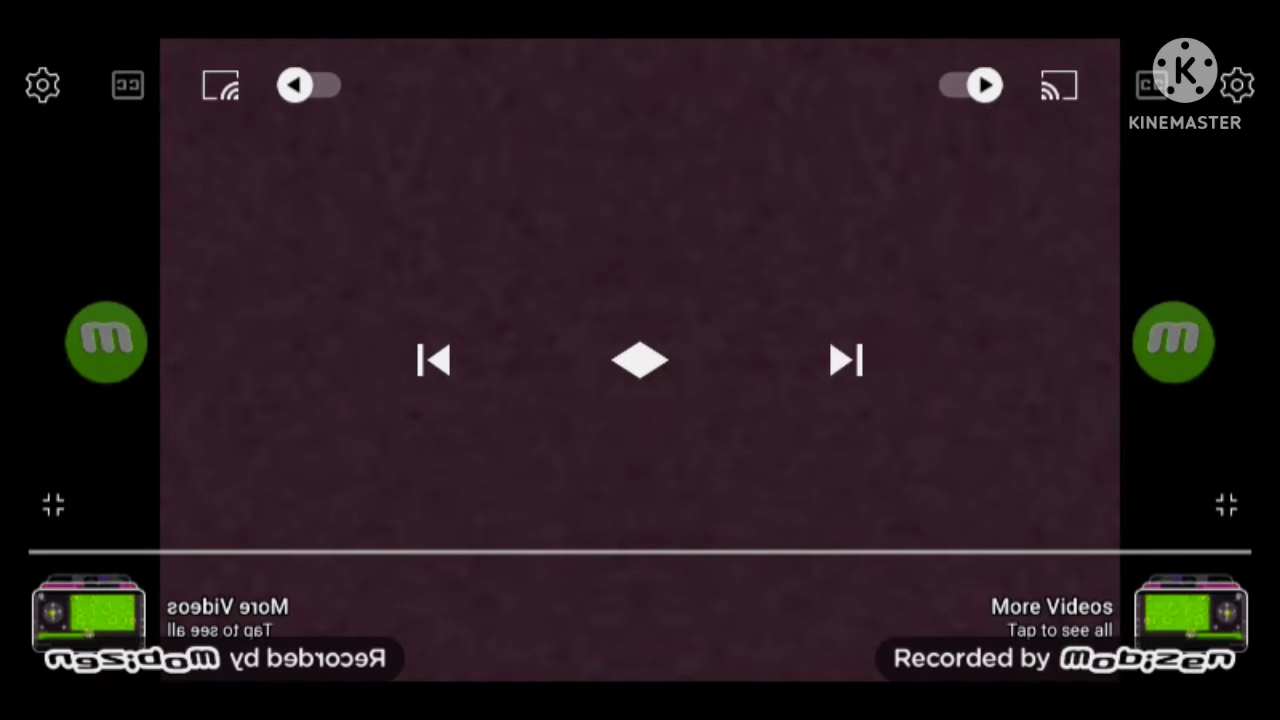 KINEMASTER
More Videos
More Videos
Tap to see all
Tap to see all
Recorded by Mobizen
Recorded by Mobizen